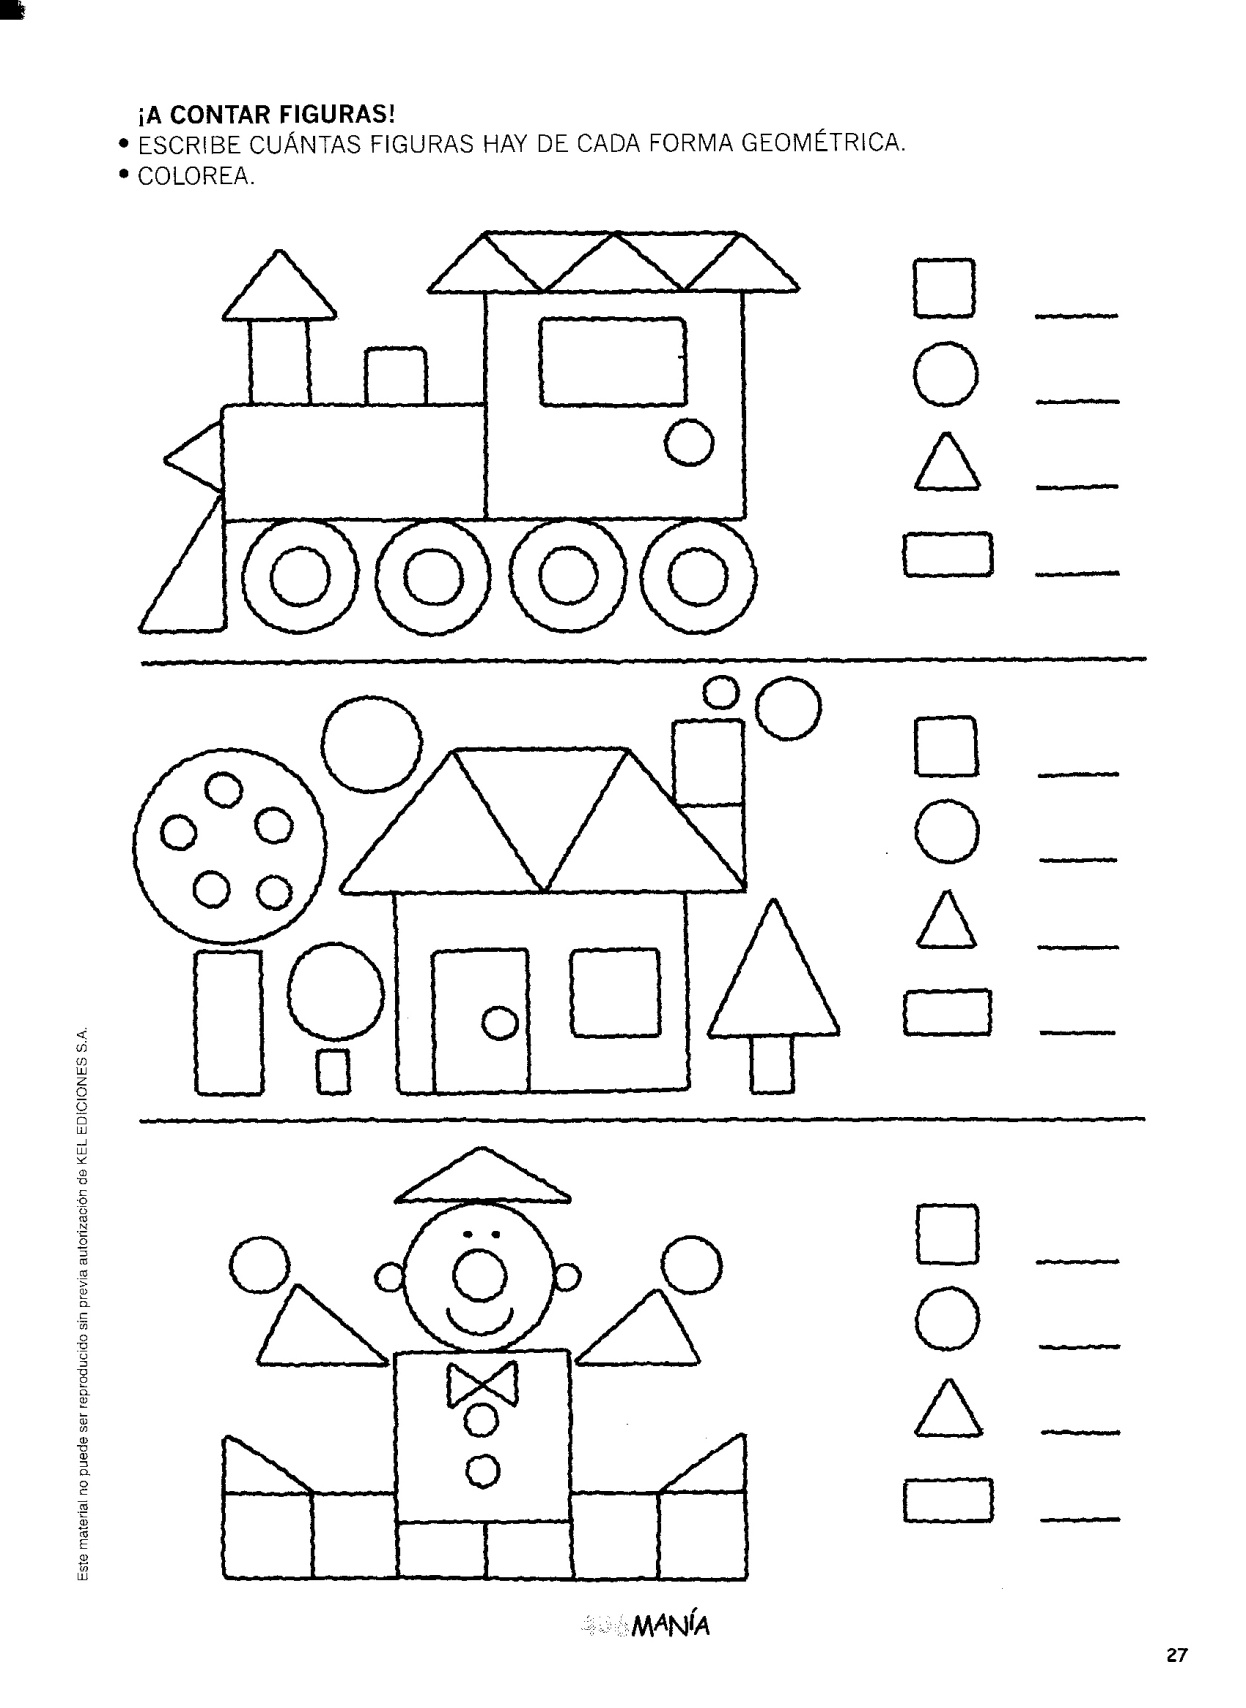 ¡A CONTAR FIGURAS!
• ESCRIBE CUÁNTAS FIGURAS HAY DE CADA FORMA GEOMÉTRICA.
• COLOREA.
Este material no puede ser reproducido sin previa autorización de KEL EDICIONES S.A.
MANÍA
27